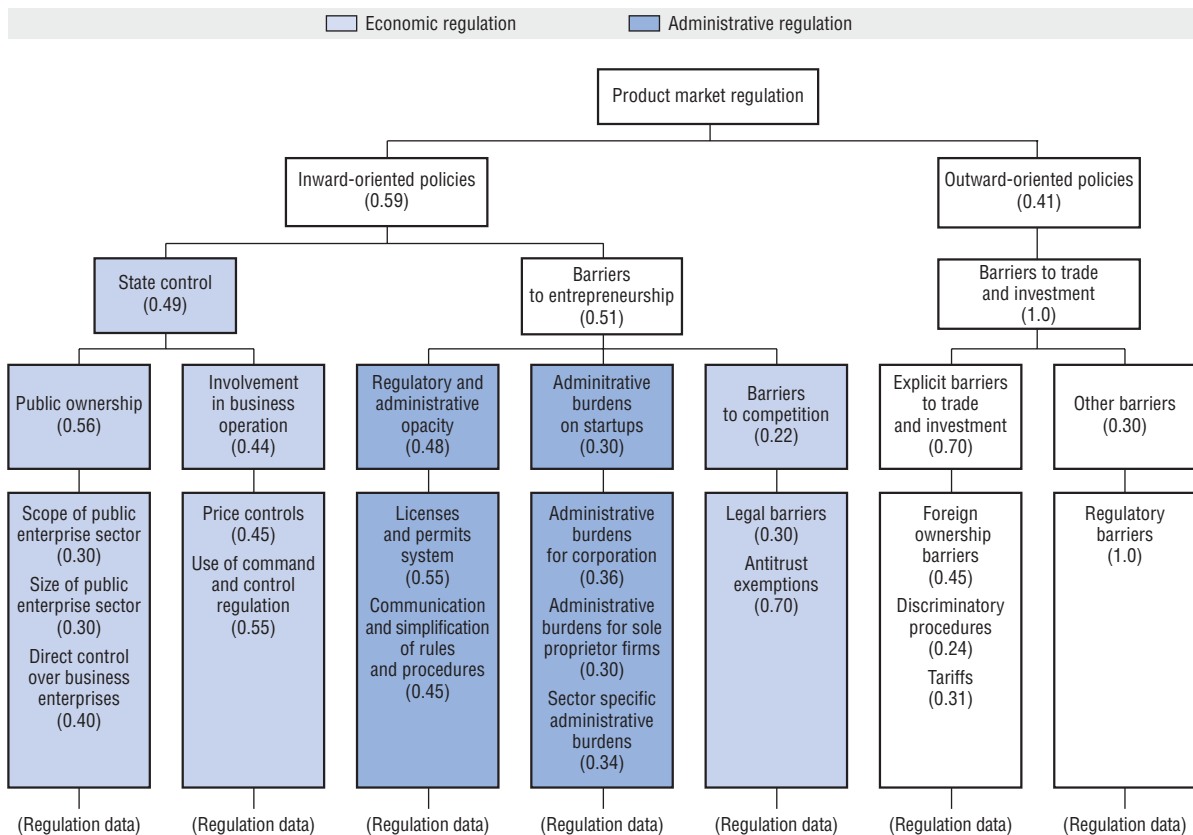 Economic regulation
Administrative regulation
Product market regulation
Inward-oriented policies
(0.59)
Outward-oriented policies
(0.41)
State control
(0.49)
Barriers
to entrepreneurship
(0.51)
Barriers to trade
and investment
(1.0)
Public ownership
(0.56)
Involvement
in business
operation
(0.44)
Regulatory and
administrative
opacity
(0.48)
Adminitrative
burdens
on startups
(0.30)
Barriers
to competition
(0.22)
Explicit barriers
to trade
and investment
(0.70)
Other barriers
(0.30)
Scope of public
enterprise sector
(0.30)
Size of public
enterprise sector
(0.30)
Direct control
over business
enterprises
(0.40)
Price controls
(0.45)
Use of command
and control
regulation
(0.55)
Licenses
and permits
system
(0.55)
Communication
and simplification
of rules
and procedures
(0.45)
Administrative
burdens
for corporation
(0.36)
Administrative
burdens for sole
proprietor firms
(0.30)
Sector specific
administrative
burdens
(0.34)
Legal barriers
(0.30)
Antitrust
exemptions
(0.70)
Foreign
ownership
barriers
(0.45)
Discriminatory
procedures
(0.24)
Tariffs
(0.31)
Regulatory
barriers
(1.0)
(Regulation data)
(Regulation data)
(Regulation data)
(Regulation data)
(Regulation data)
(Regulation data)
(Regulation data)